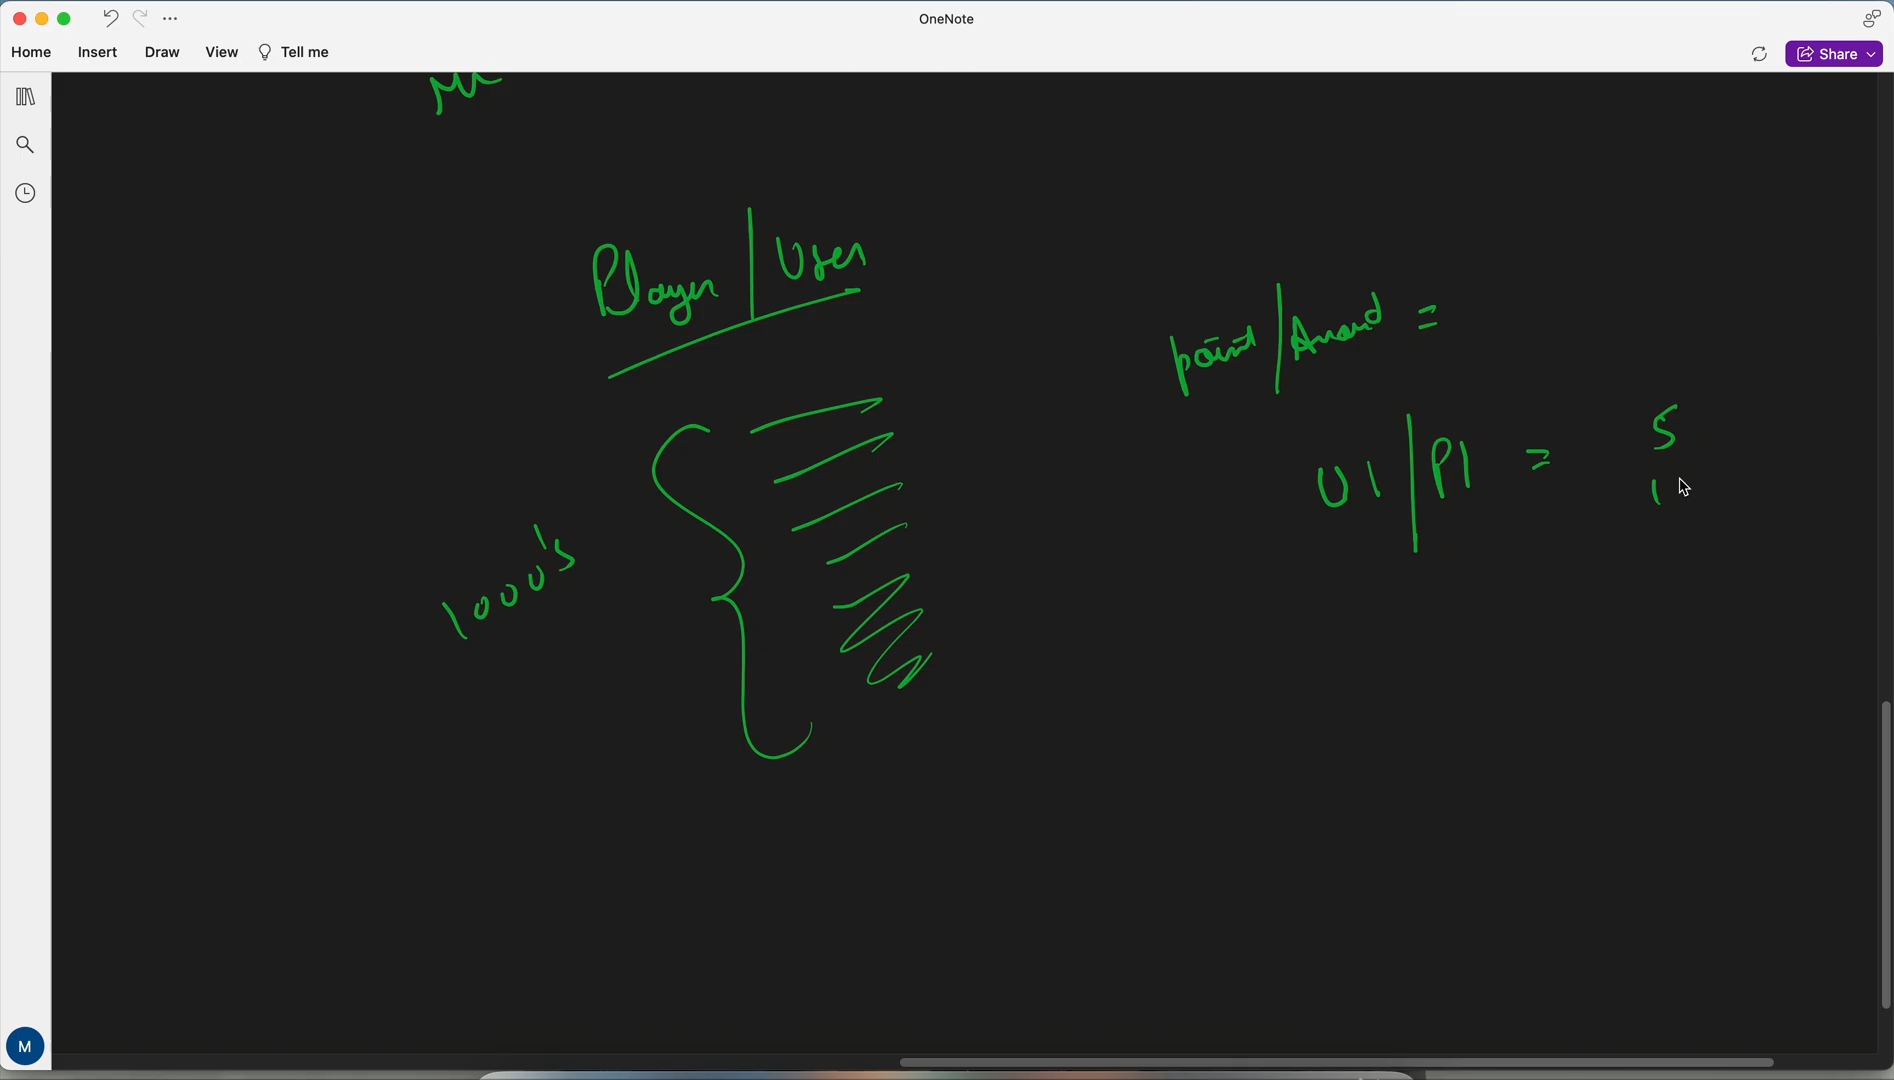 OneNote
Home Insert Draw View Tell me
Share
Player | User
point | Award =
U1 | P1 = 5
1
1000's
M